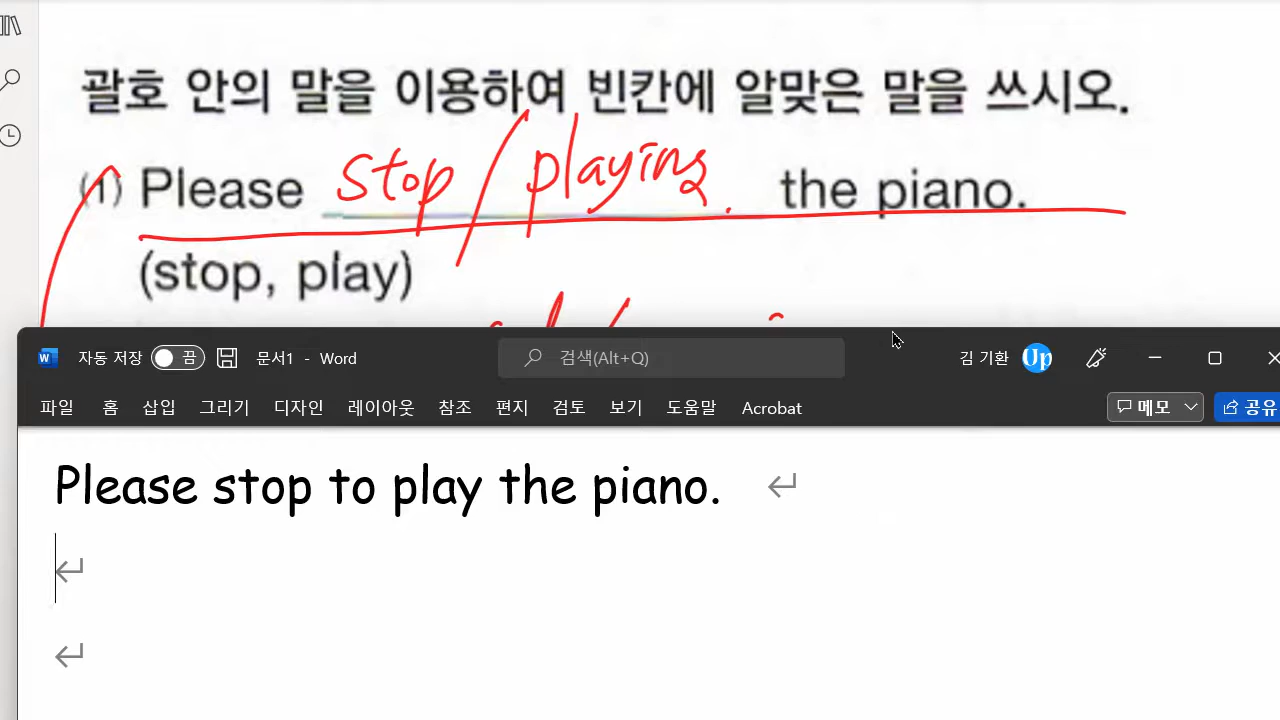 괄호 안의 말을 이용하여 빈칸에 알맞은 말을 쓰시오.
(1) Please stop / playing the piano.
(stop, play)
자동 저장 끔 문서1 - Word 검색(Alt+Q) 김 기환 Up
파일 홈 삽입 그리기 디자인 레이아웃 참조 편지 검토 보기 도움말 Acrobat 메모 공유
Please stop to play the piano.